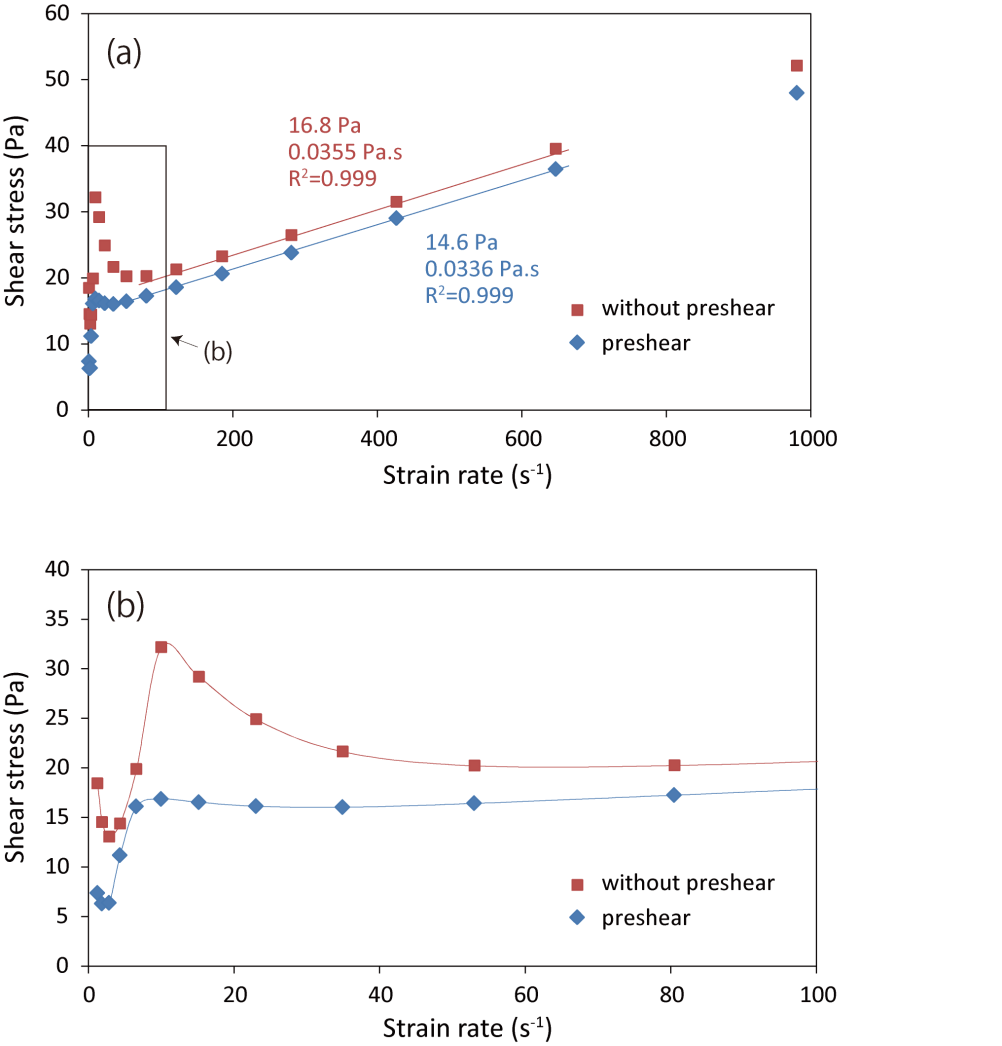 60
50
40
30
20
10
0
Shear stress (Pa)
(a)
16.8 Pa
0.0355 Pa.s
R²=0.999
14.6 Pa
0.0336 Pa.s
R²=0.999
without preshear
preshear
(b)
0 200 400 600 800 1000
Strain rate (s⁻¹)
40
35
30
25
20
15
10
5
0
Shear stress (Pa)
(b)
without preshear
preshear
0 20 40 60 80 100
Strain rate (s⁻¹)